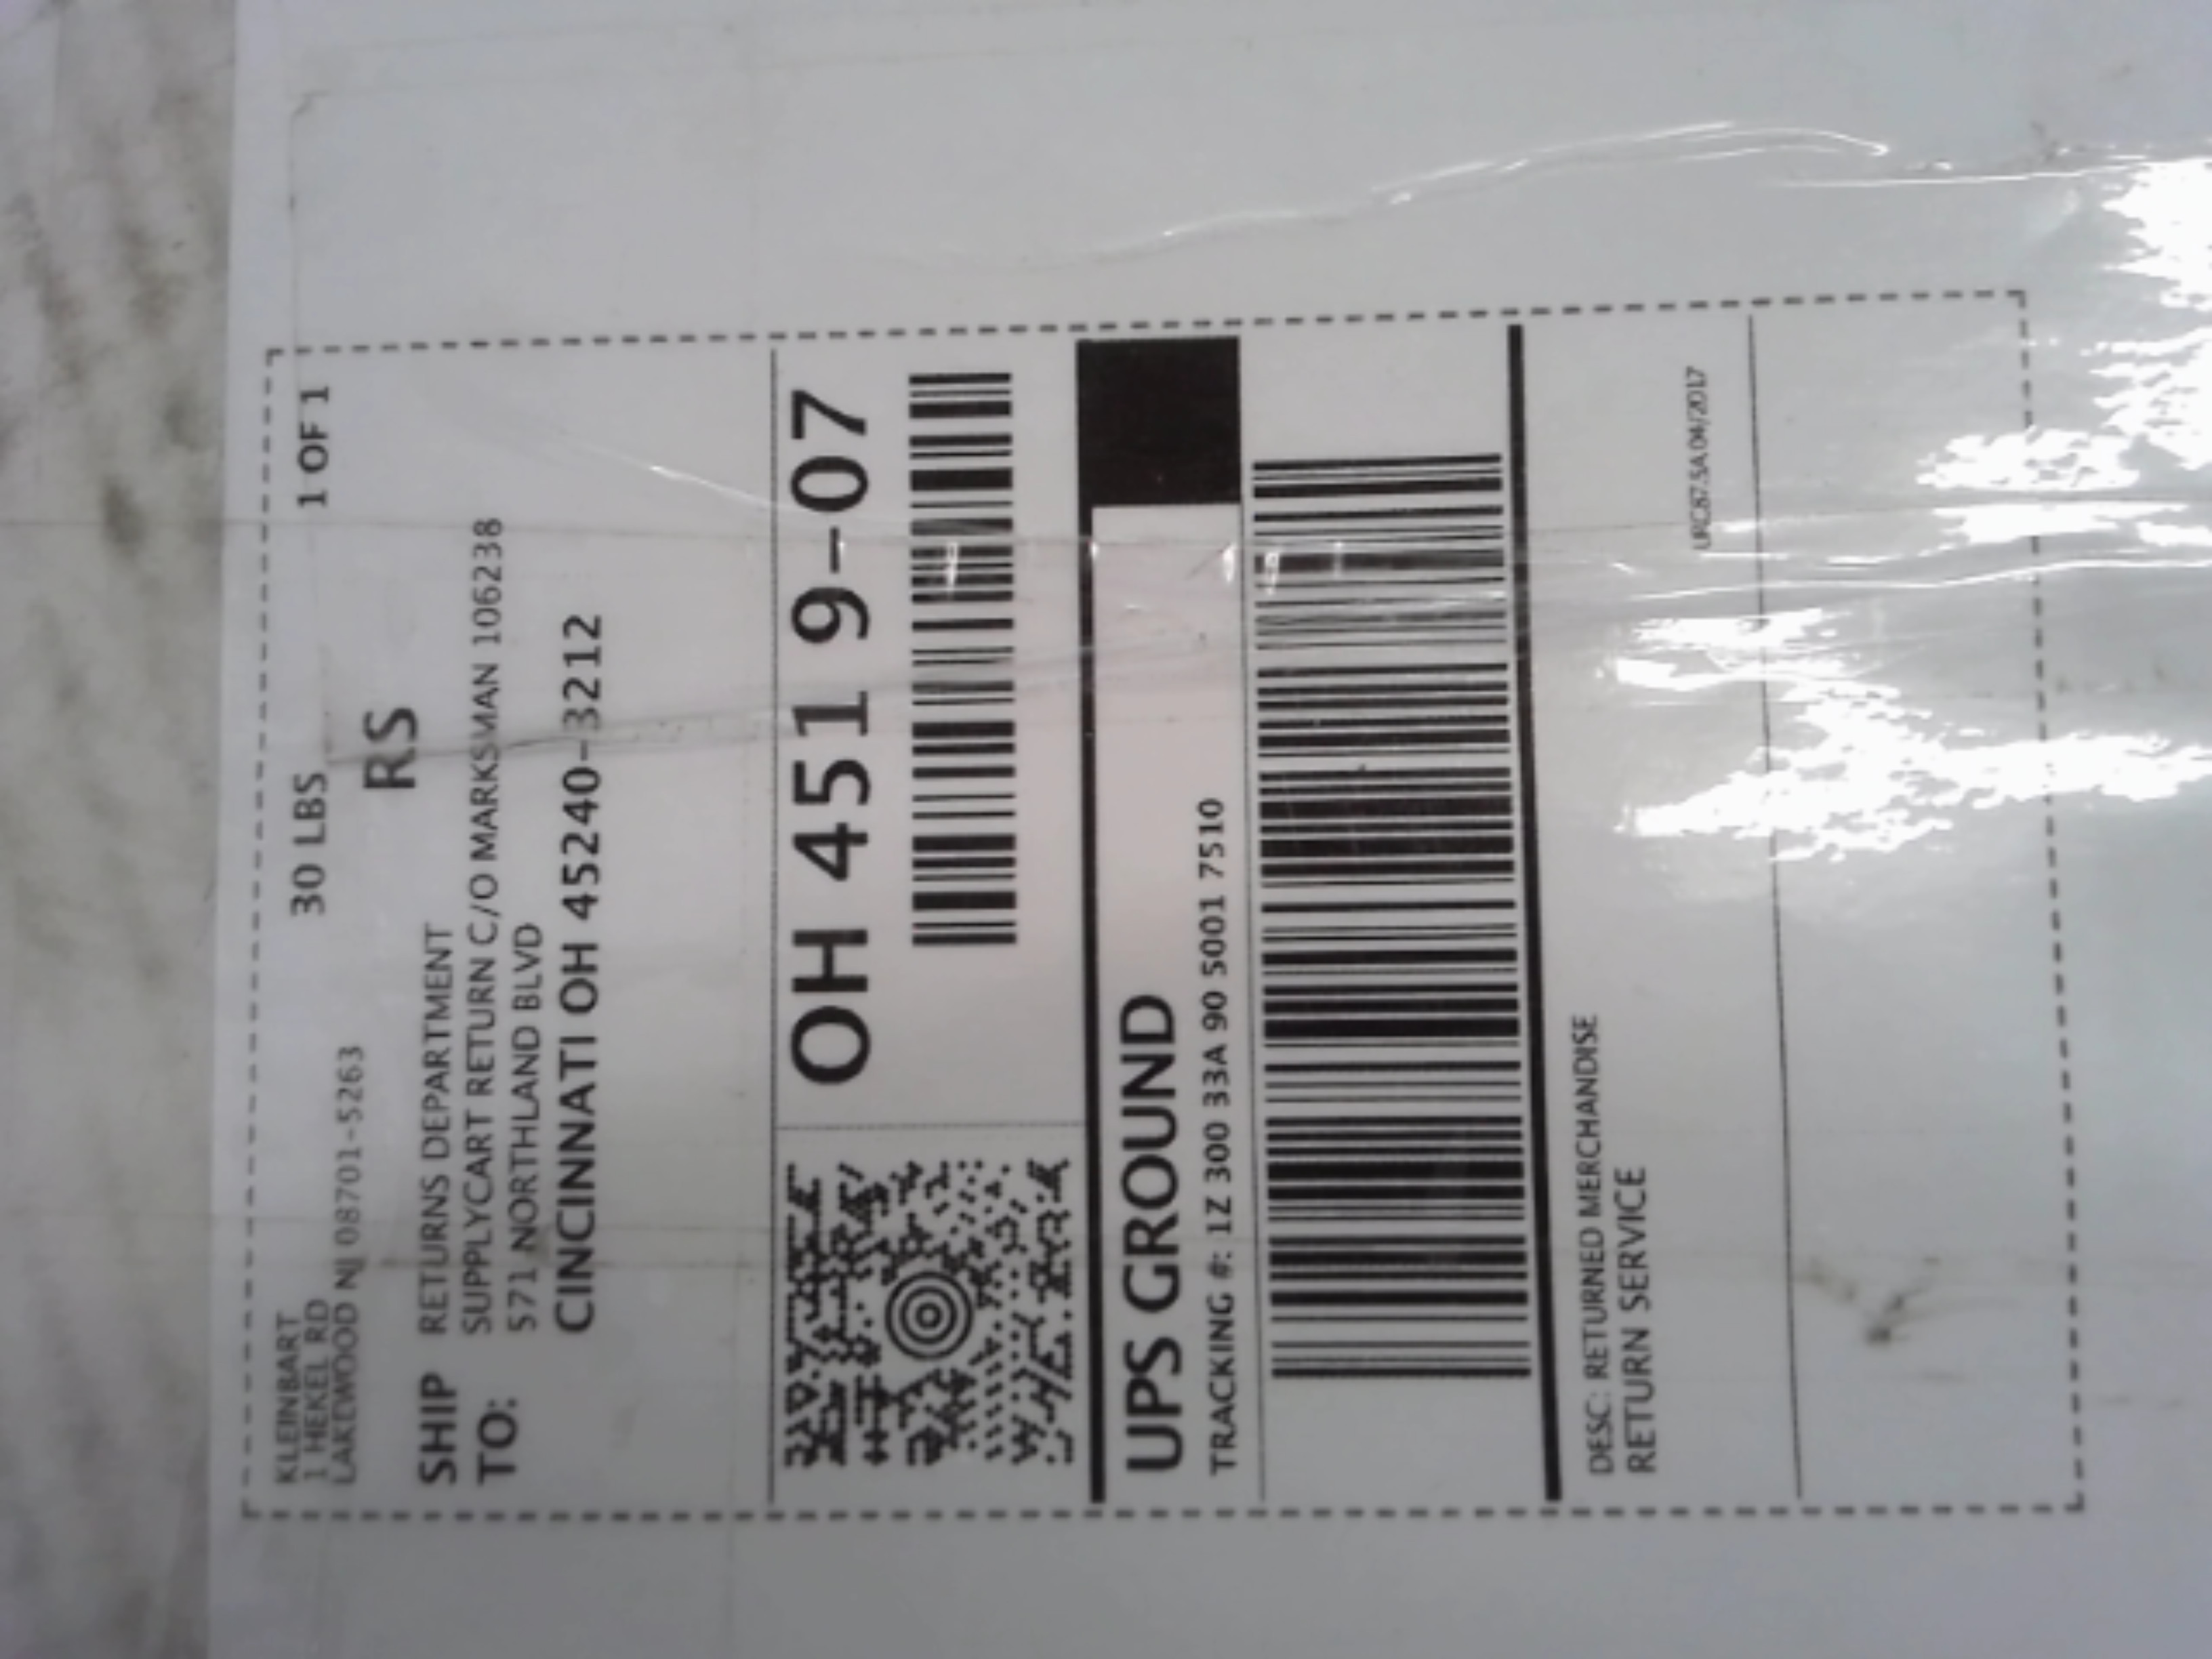 KLEINBART
1 HEKEL RD
LAKEWOOD NJ 08701-5263
30 LBS
1 OF 1
RS
SHIP TO:
RETURNS DEPARTMENT
SUPPLYCART RETURN C/O MARKSMAN 106238
571 NORTHLAND BLVD
CINCINNATI OH 45240-3212
OH 451 9-07
UPS GROUND
TRACKING #: 1Z 300 33A 90 5001 7510
DESC: RETURNED MERCHANDISE
RETURN SERVICE